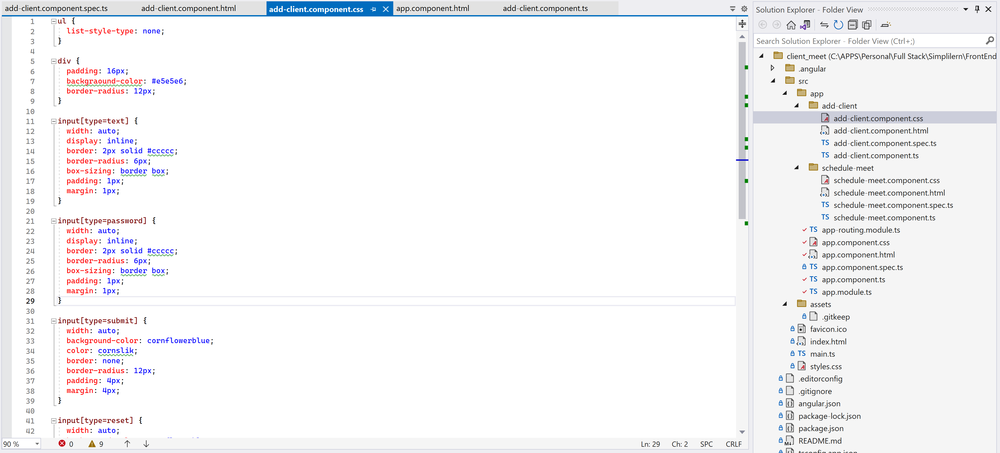 add-client.component.spec.ts add-client.component.html add-client.component.css app.component.html add-client.component.ts
1 ul {
2 list-style-type: none;
3 }
4
5 div {
6 padding: 16px;
7 backgraound-color: #e5e5e6;
8 border-radius: 12px;
9 }
10
11 input[type=text] {
12 width: auto;
13 display: inline;
14 border: 2px solid #ccccc;
15 border-radius: 6px;
16 box-sizing: border box;
17 padding: 1px;
18 margin: 1px;
19 }
20
21 input[type=password] {
22 width: auto;
23 display: inline;
24 border: 2px solid #ccccc;
25 border-radius: 6px;
26 box-sizing: border box;
27 padding: 1px;
28 margin: 1px;
29 }
30
31 input[type=submit] {
32 width: auto;
33 background-color: cornflowerblue;
34 color: cornslik;
35 border: none;
36 border-radius: 12px;
37 padding: 4px;
38 margin: 4px;
39 }
40
41 input[type=reset] {
42 width: auto;
90 % 0 9 Ln: 29 Ch: 2 SPC CRLF
Solution Explorer - Folder View
Search Solution Explorer - Folder View (Ctrl+;)
client_meet (C:\APPS\Personal\Full Stack\Simplilern\FrontEnd
.angular
src
app
add-client
add-client.component.css
add-client.component.html
TS add-client.component.spec.ts
TS add-client.component.ts
schedule-meet
schedule-meet.component.css
schedule-meet.component.html
TS schedule-meet.component.spec.ts
TS schedule-meet.component.ts
TS app-routing.module.ts
app.component.css
app.component.html
TS app.component.spec.ts
TS app.component.ts
TS app.module.ts
assets
.gitkeep
favicon.ico
index.html
TS main.ts
styles.css
.editorconfig
.gitignore
angular.json
package-lock.json
package.json
README.md
tsconfig.app.json